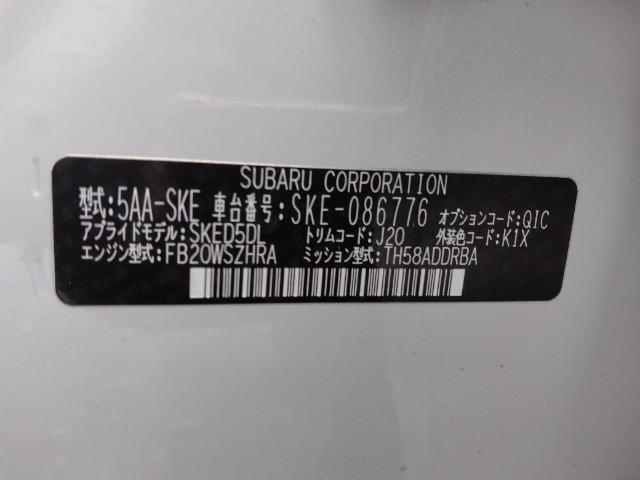 SUBARU CORPORATION
型式:5AA-SKE 車台番号:SKE-086776 オプションコード:QIC
アプライドモデル:SKED5DL トリムコード:J20 外装色コード:K1X
エンジン型式:FB20WSZHRA ミッション型式:TH58ADDRBA